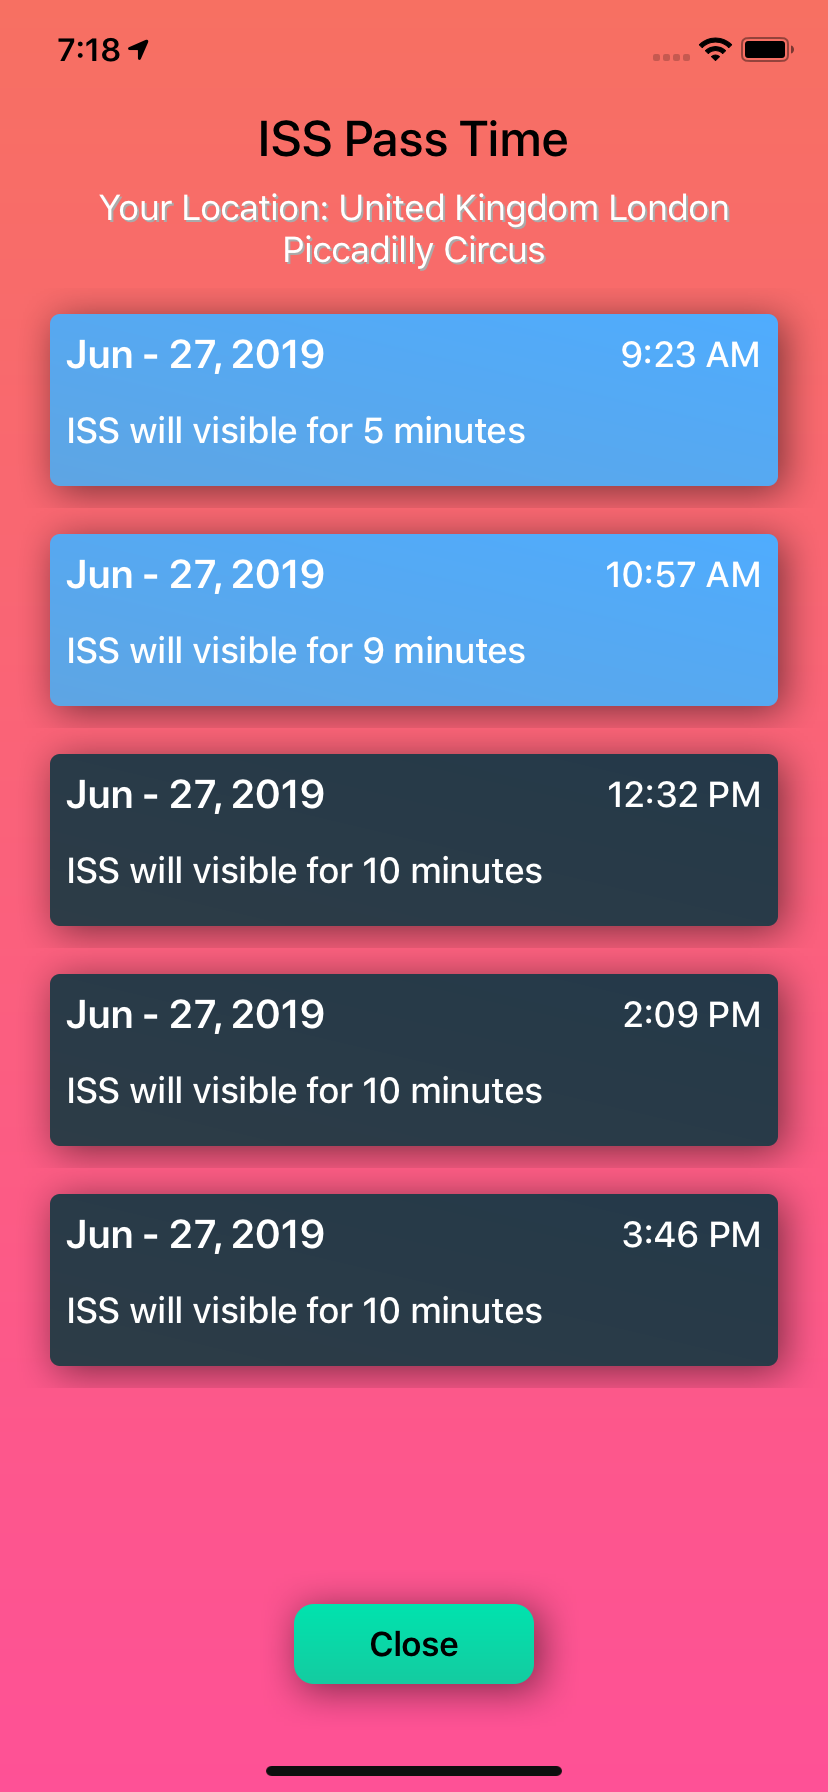 7:18
ISS Pass Time
Your Location: United Kingdom London
Piccadilly Circus
Jun - 27, 2019 9:23 AM
ISS will visible for 5 minutes
Jun - 27, 2019 10:57 AM
ISS will visible for 9 minutes
Jun - 27, 2019 12:32 PM
ISS will visible for 10 minutes
Jun - 27, 2019 2:09 PM
ISS will visible for 10 minutes
Jun - 27, 2019 3:46 PM
ISS will visible for 10 minutes
Close